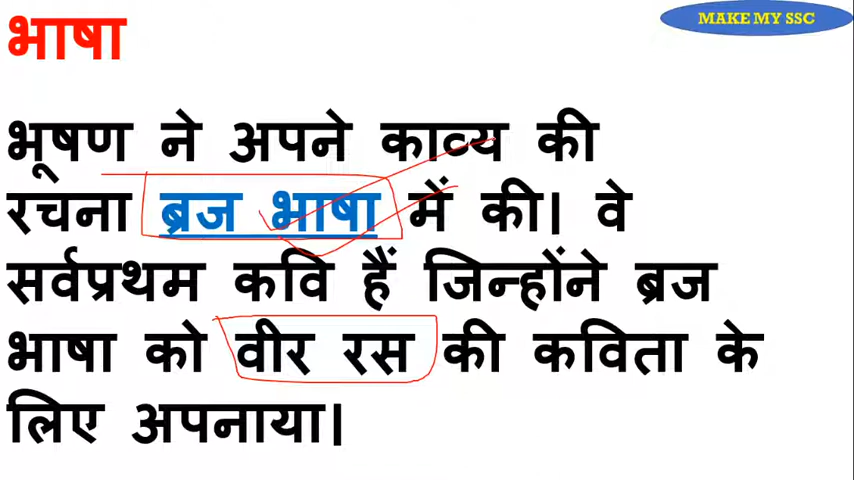 भाषा
MAKE MY SSC
भूषण ने अपने काव्य की
रचना ब्रज भाषा में की। वे
सर्वप्रथम कवि हैं जिन्होंने ब्रज
भाषा को वीर रस की कविता के
लिए अपनाया।